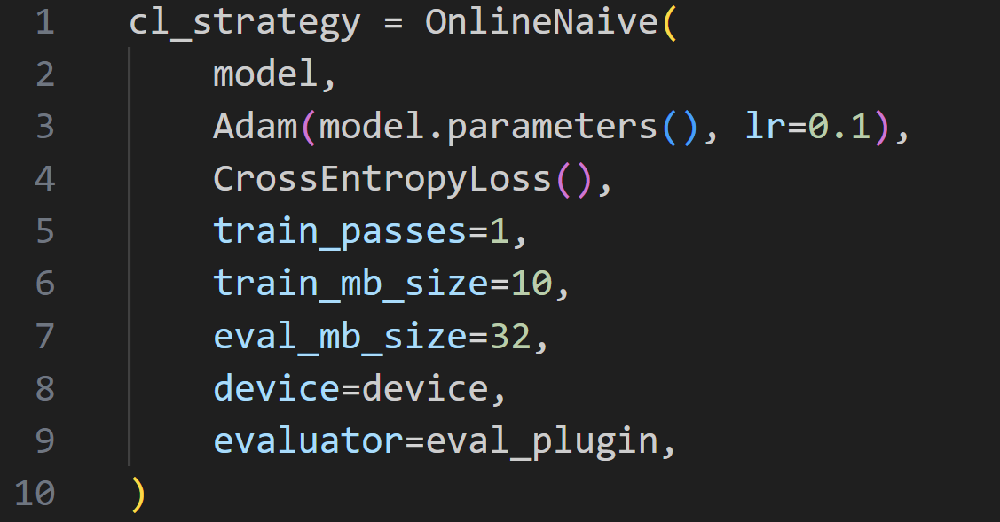 1 cl_strategy = OnlineNaive(
2     model,
3     Adam(model.parameters(), lr=0.1),
4     CrossEntropyLoss(),
5     train_passes=1,
6     train_mb_size=10,
7     eval_mb_size=32,
8     device=device,
9     evaluator=eval_plugin,
10 )